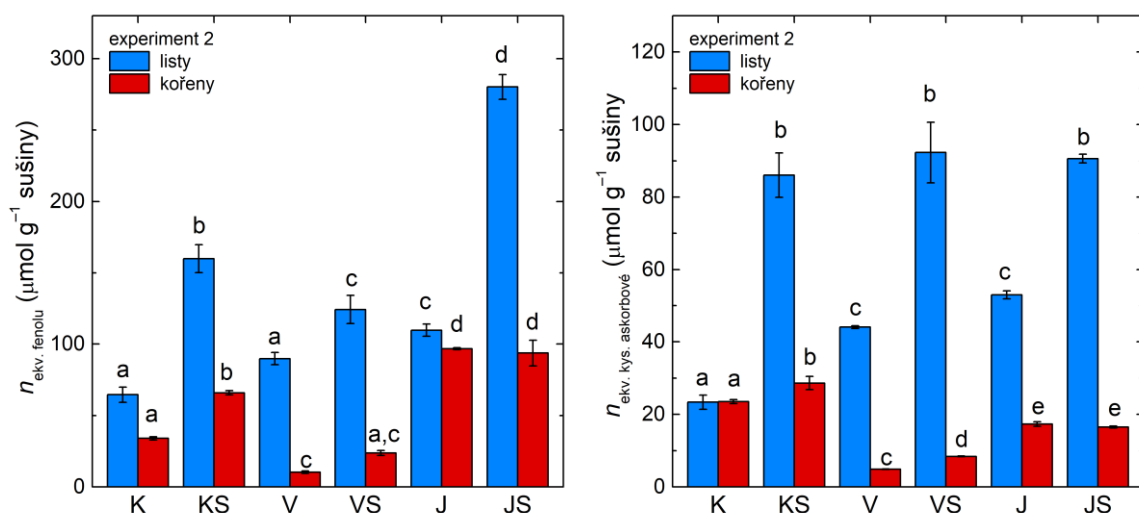 experiment 2
listy
kořeny
n ekv. fenolu (μmol g⁻¹ sušiny)
300
200
100
0
a
a
b
b
a
c
c
a,c
c
d
d
d
K KS V VS J JS
experiment 2
listy
kořeny
n ekv. kys. askorbové (μmol g⁻¹ sušiny
120
100
80
60
40
20
0
a
a
b
b
c
c
b
d
c
e
b
e
K KS V VS J JS